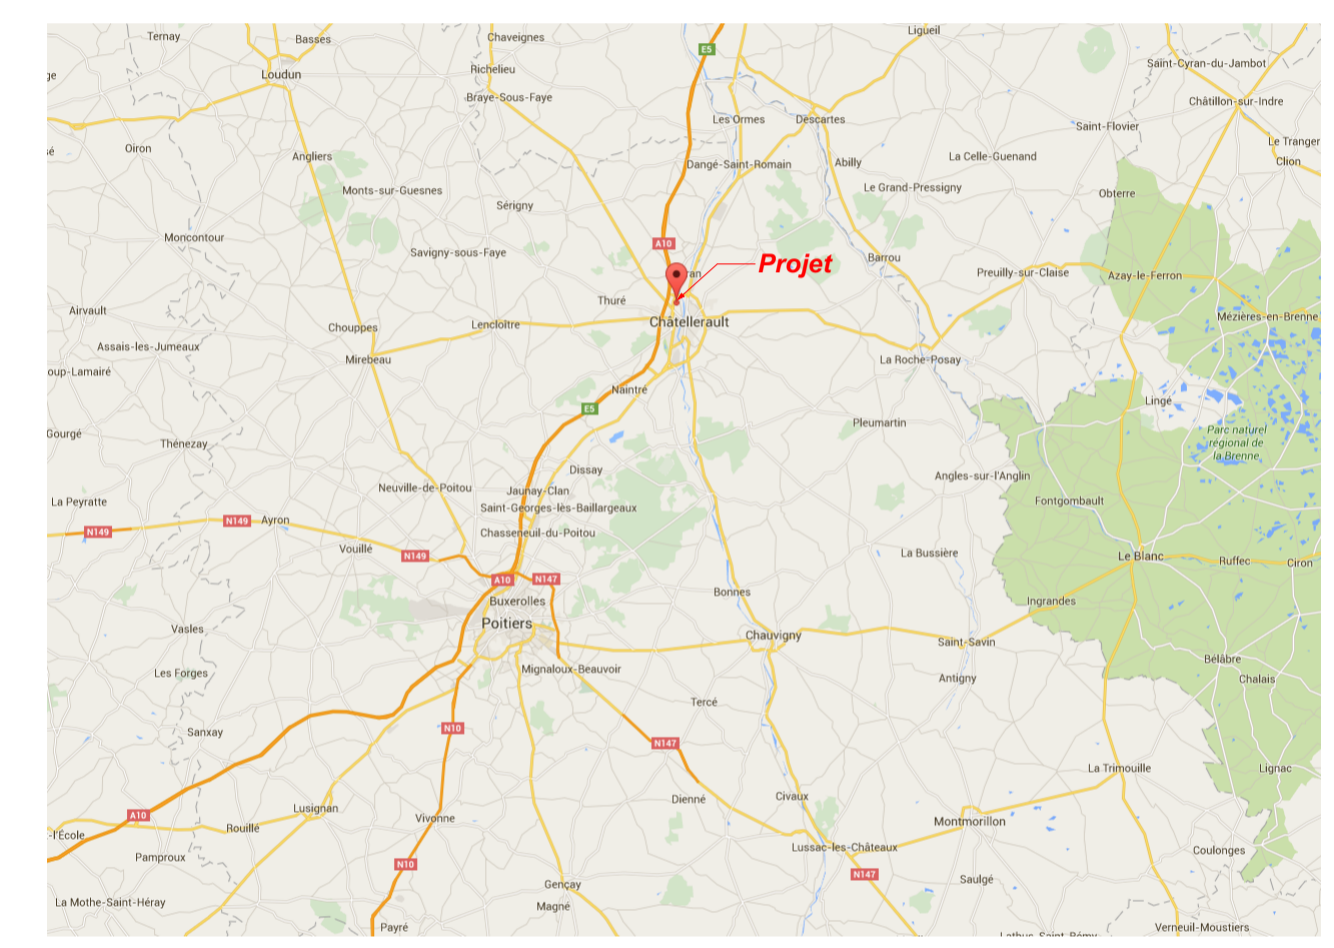 Ternay
Basses
Chaveignes
Ligueil
E5
Saint-Cyran-du-Jambot
Loudun
Richelieu
Braye-Sous-Faye
Châtillon-sur-Indre
Les Ormes
Descartes
Saint-Flovier
Le Tranger
Oiron
Angliers
Dangé-Saint-Romain
Abilly
La Celle-Guenand
Clion
Monts-sur-Guesnes
Le Grand-Pressigny
Obterre
Sérigny
Moncontour
A10
Savigny-sous-Faye
Projet
Barrou
Preuilly-sur-Claise
Azay-le-Ferron
ran
Thuré
Airvault
Chouppes
Lencloître
Châtellerault
Mézières-en-Brenne
Assais-les-Jumeaux
Mirebeau
La Roche-Posay
oup-Lamairé
Naintré
Lingé
E5
Gourgé
Thénezay
Pleumartin
Parc naturel
régional de
la Brenne
Dissay
Angles-sur-l'Anglin
La Peyratte
Neuville-de-Poitou
Jaunay-Clan
Fontgombault
Saint-Georges-lès-Baillargeaux
N149
N149
Ayron
Chasseneuil-du-Poitou
Vouillé
N149
La Bussière
Le Blanc
Ruffec
Ciron
A10
N147
Bonnes
Buxerolles
Ingrandes
Poitiers
Vasles
Chauvigny
Saint-Savin
Les Forges
Mignaloux-Beauvoir
Antigny
Bélâbre
Chalais
Tercé
Sanxay
N10
N147
La Trimouille
Lignac
Dienné
Civaux
A10
Lusignan
Vivonne
Montmorillon
-l'École
Rouillé
Pamproux
Lussac-les-Châteaux
Coulonges
N10
N147
Saulgé
Gençay
La Mothe-Saint-Héray
Magné
Payré
Verneuil-Moustiers